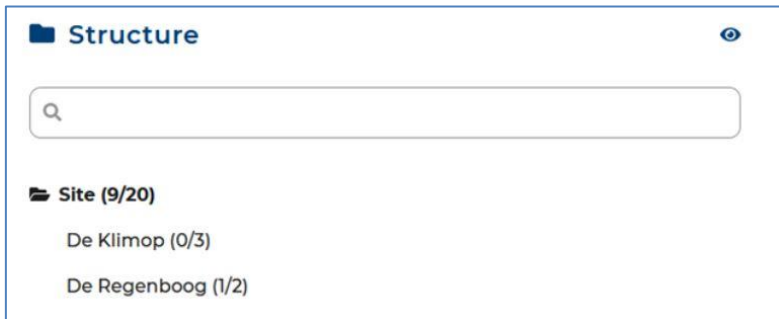 Structure
Site (9/20)
De Klimop (0/3)
De Regenboog (1/2)